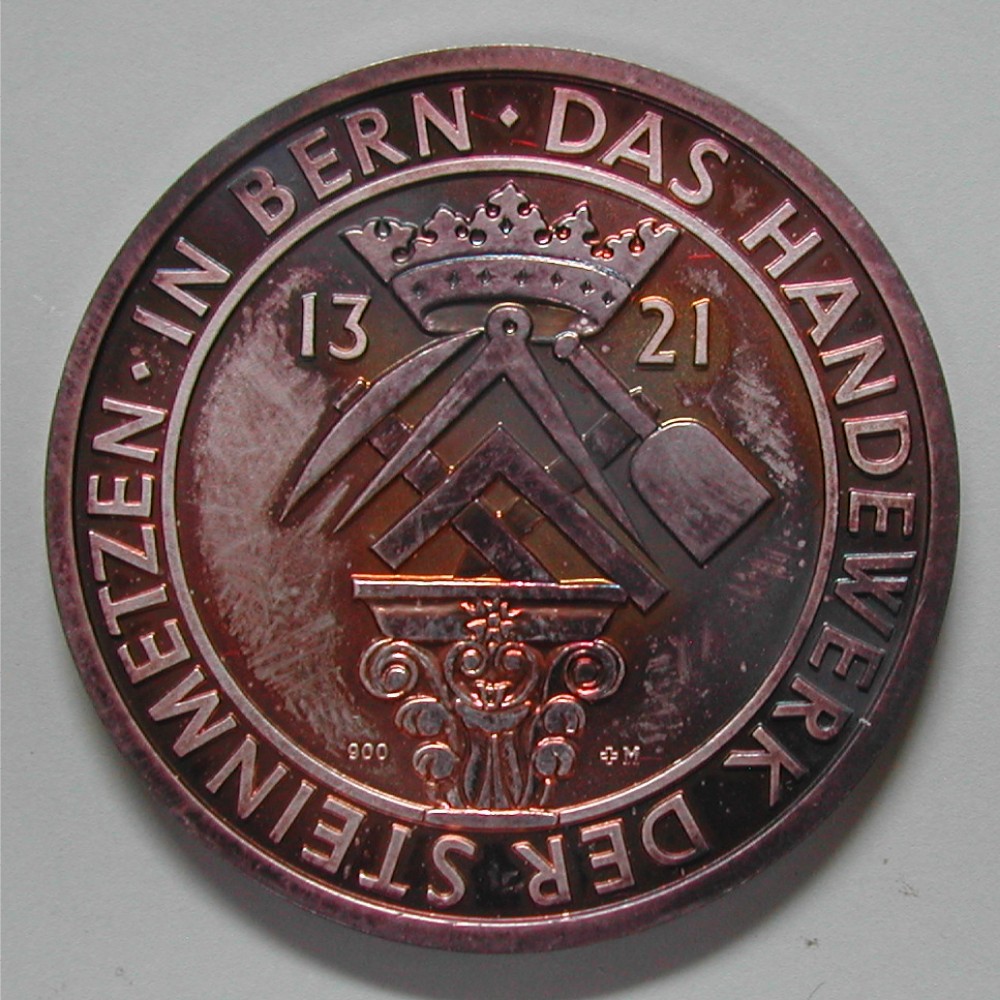 DAS HANDEWERK DER STEINMETZEN · IN BERN ·
13 21
900 ✚M